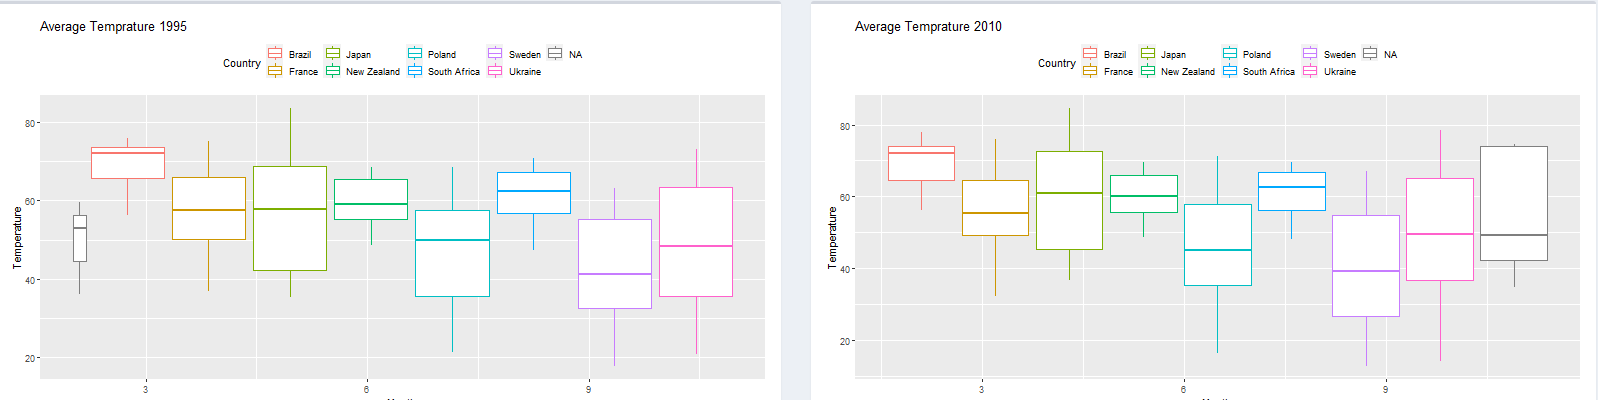 Average Temprature 1995
Country
Brazil
Japan
Poland
Sweden
NA
France
New Zealand
South Africa
Ukraine
80
60
40
20
Temperature
3
6
9
Average Temprature 2010
Country
Brazil
Japan
Poland
Sweden
NA
France
New Zealand
South Africa
Ukraine
80
60
40
20
Temperature
3
6
9